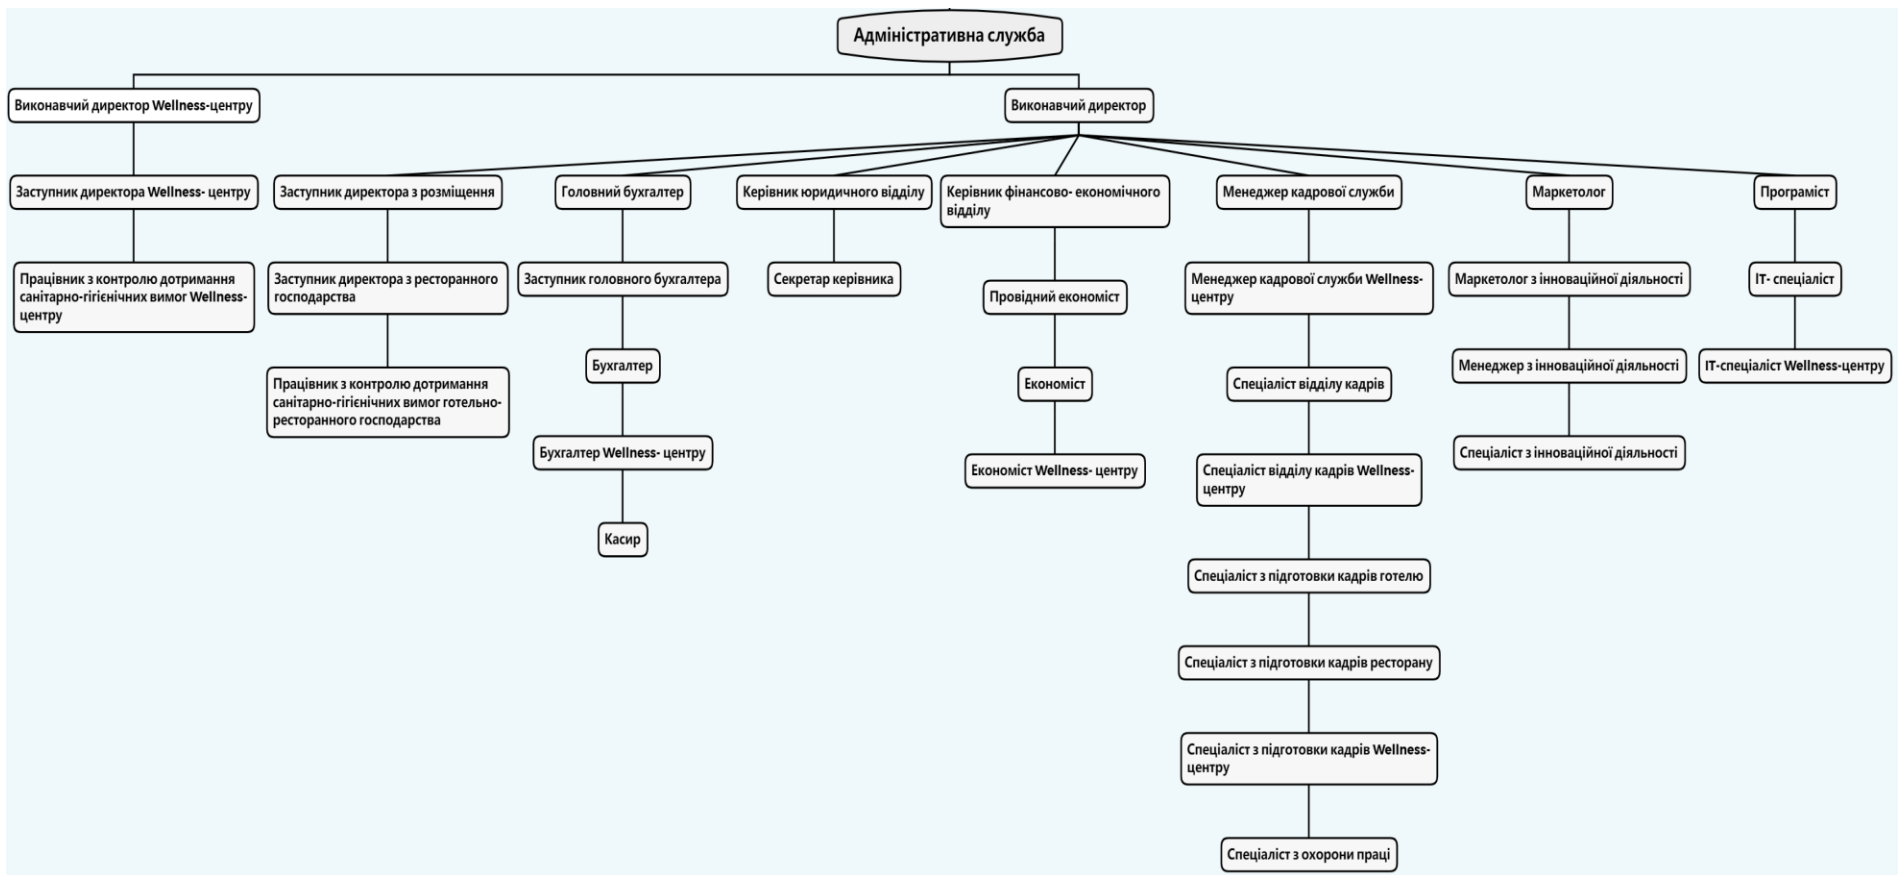 Адміністративна служба
Виконавчий директор Wellness-центру
Виконавчий директор
Заступник директора Wellness- центру
Заступник директора з розміщення
Головний бухгалтер
Керівник юридичного відділу
Керівник фінансово- економічного
відділу
Менеджер кадрової служби
Маркетолог
Програміст
Працівник з контролю дотримання
санітарно-гігієнічних вимог Wellness-
центру
Заступник директора з ресторанного
господарства
Заступник головного бухгалтера
Секретар керівника
Провідний економіст
Менеджер кадрової служби Wellness-
центру
Маркетолог з інноваційної діяльності
ІТ- спеціаліст
Працівник з контролю дотримання
санітарно-гігієнічних вимог готельно-
ресторанного господарства
Бухгалтер
Економіст
Спеціаліст відділу кадрів
Менеджер з інноваційної діяльності
ІТ-спеціаліст Wellness-центру
Бухгалтер Wellness- центру
Економіст Wellness- центру
Спеціаліст відділу кадрів Wellness-
центру
Спеціаліст з інноваційної діяльності
Касир
Спеціаліст з підготовки кадрів готелю
Спеціаліст з підготовки кадрів ресторану
Спеціаліст з підготовки кадрів Wellness-
центру
Спеціаліст з охорони праці